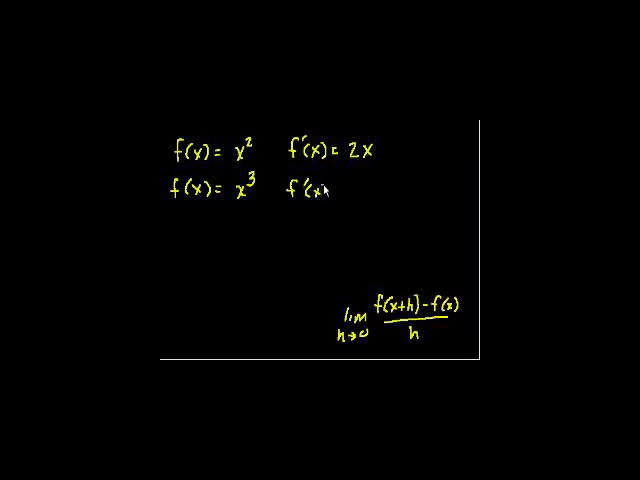 f(x) = x² f'(x) = 2x
f(x) = x³ f'(x
lim f(x+h) - f(x)
h→0 h